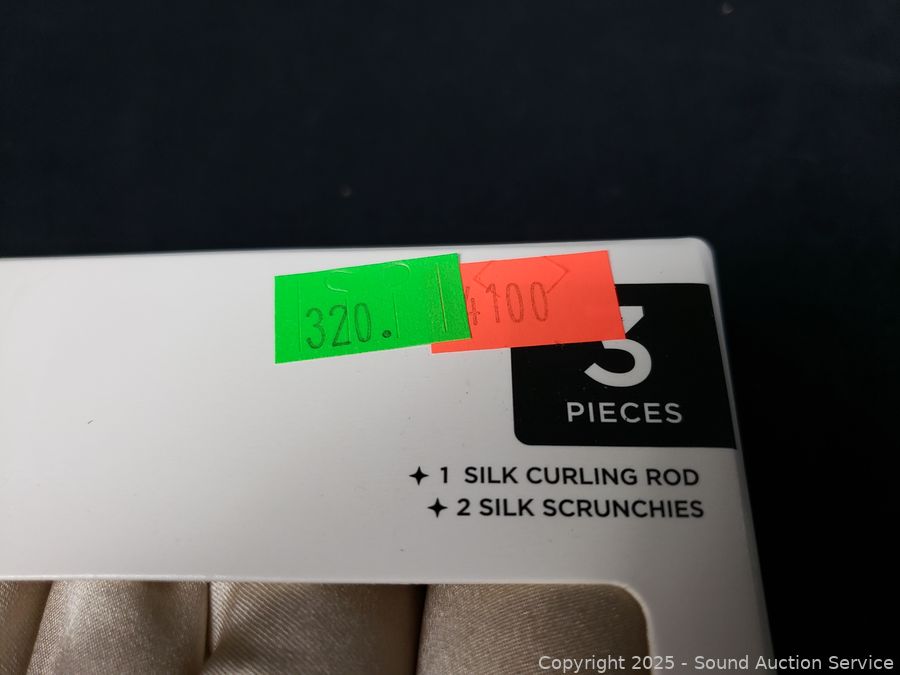 320.
4100
3
PIECES
1 SILK CURLING ROD
2 SILK SCRUNCHIES
Copyright 2025 - Sound Auction Service